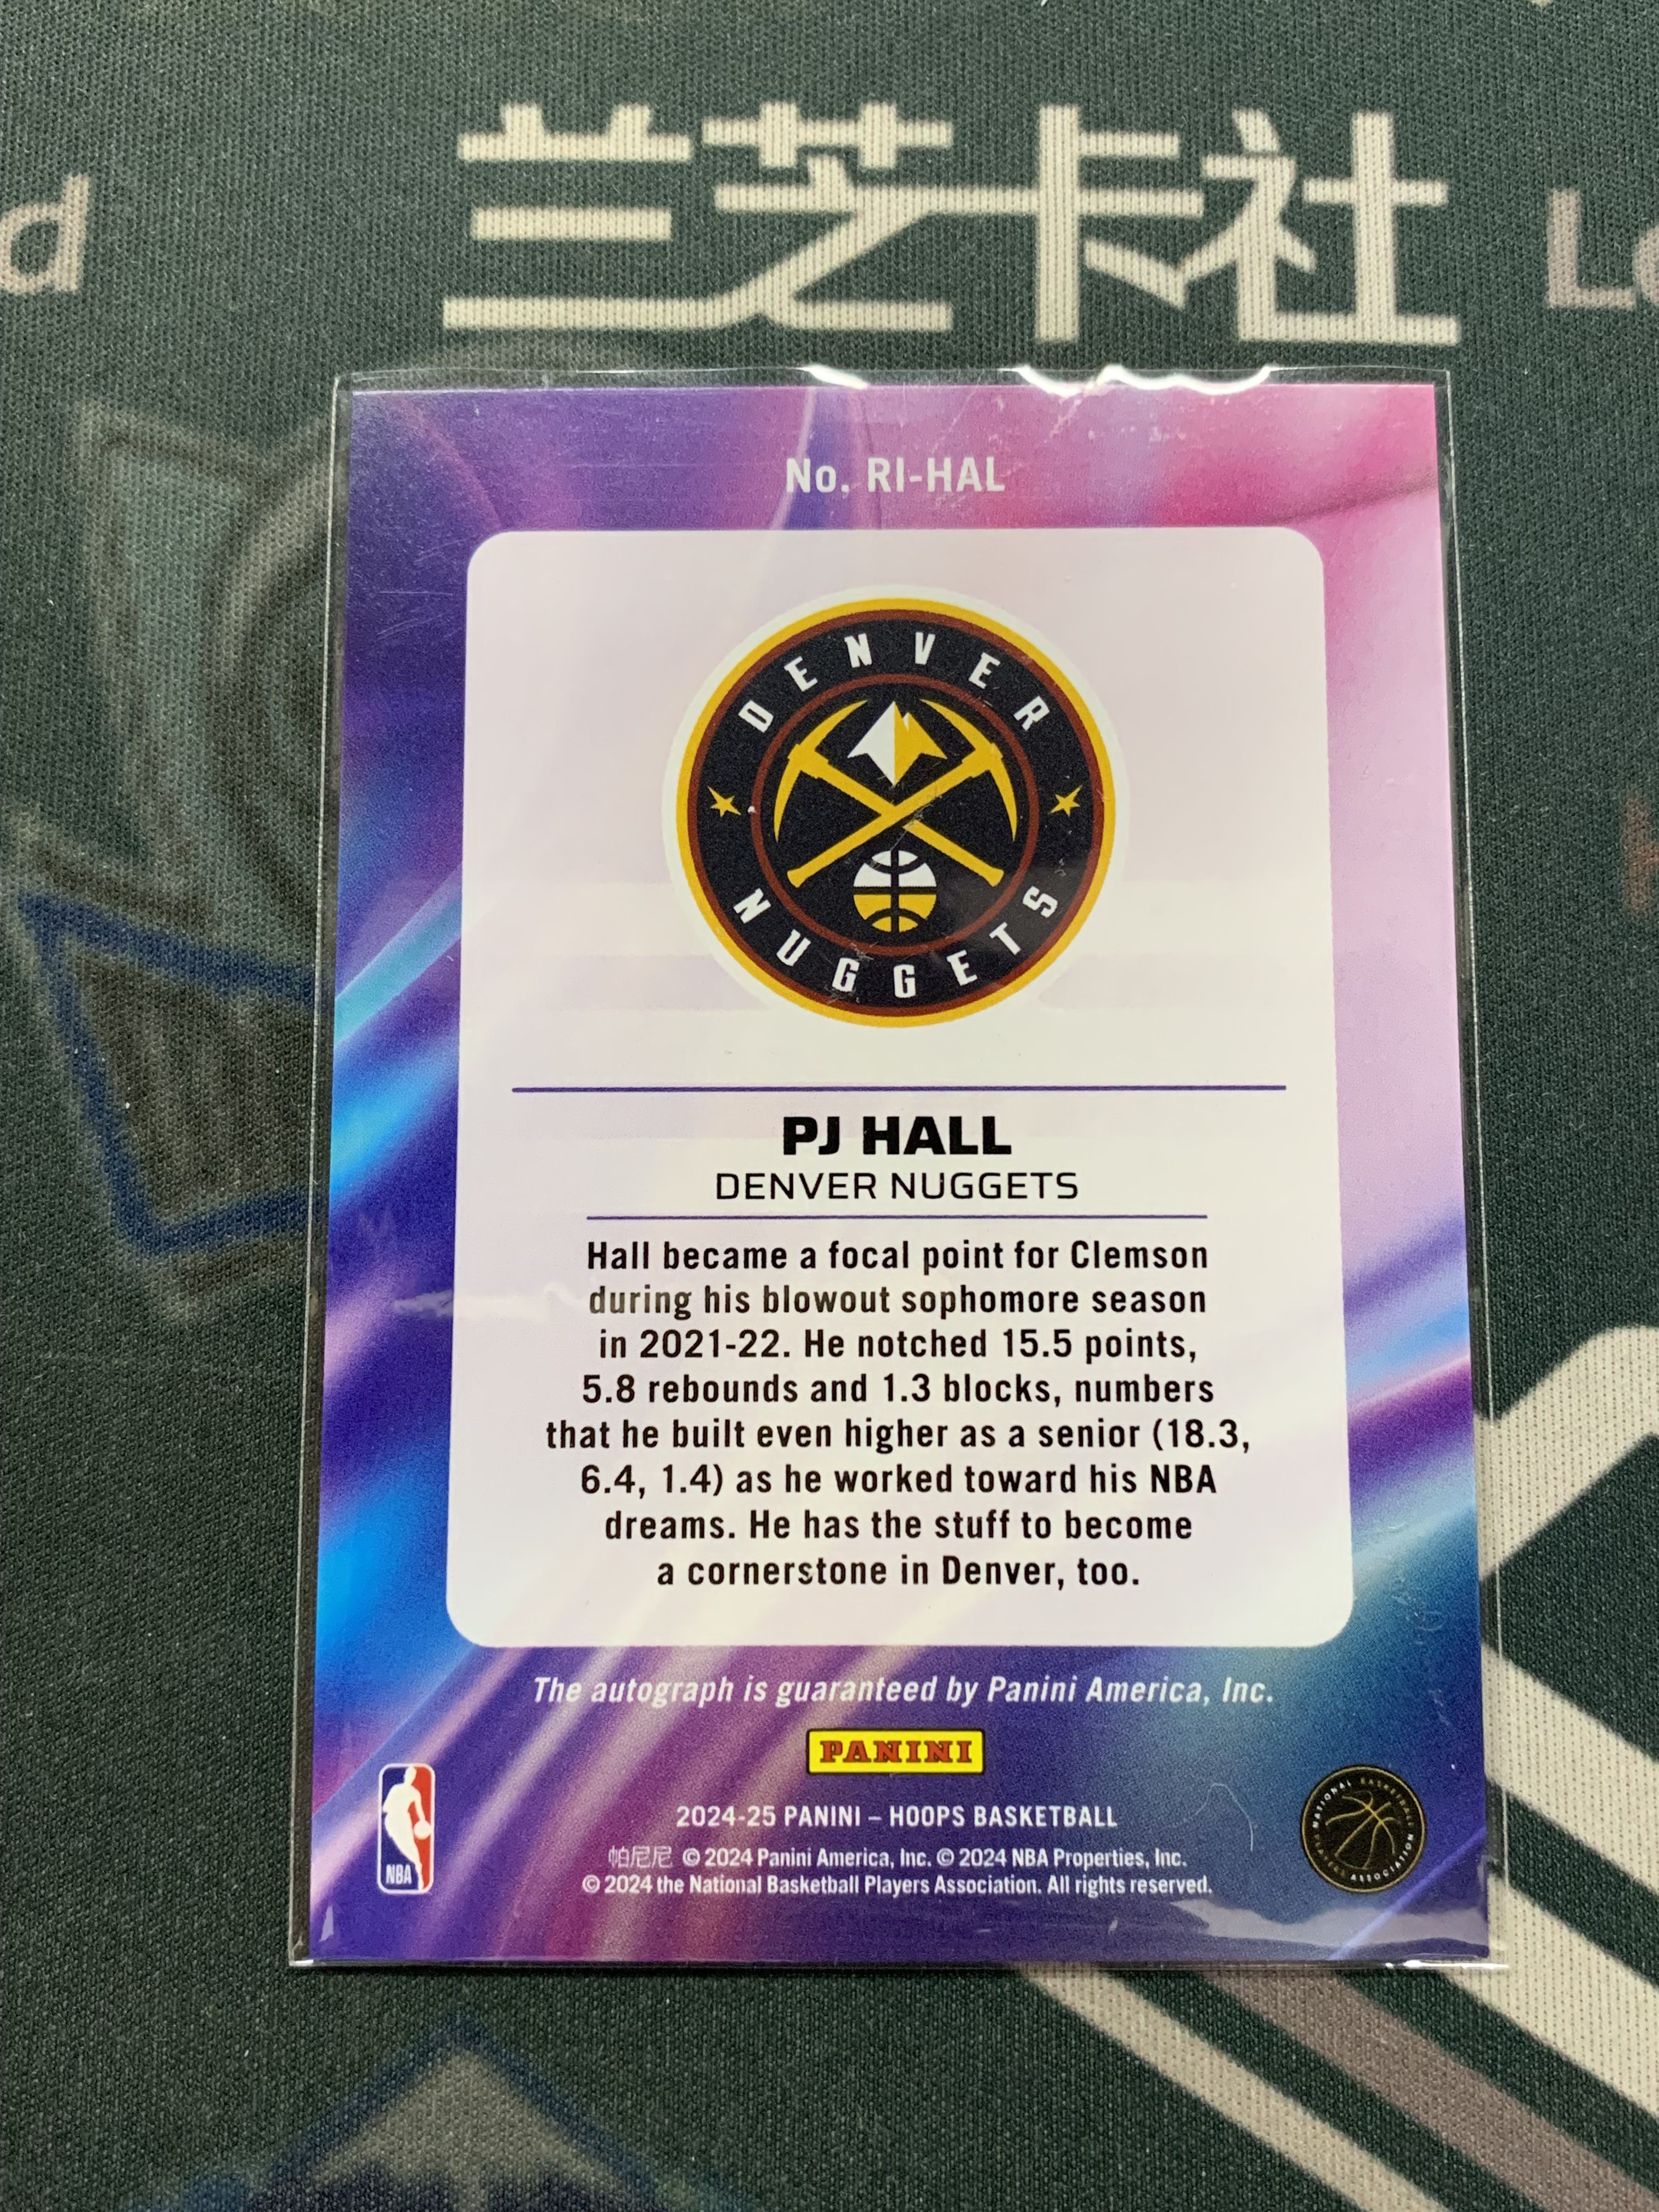 兰芝卡社
d
Lo
No. RI-HAL
DENVER
NUGGETS
PJ HALL
DENVER NUGGETS
Hall became a focal point for Clemson
during his blowout sophomore season
in 2021-22. He notched 15.5 points,
5.8 rebounds and 1.3 blocks, numbers
that he built even higher as a senior (18.3,
6.4, 1.4) as he worked toward his NBA
dreams. He has the stuff to become
a cornerstone in Denver, too.
The autograph is guaranteed by Panini America, Inc.
PANINI
2024-25 PANINI – HOOPS BASKETBALL
帕尼尼 © 2024 Panini America, Inc. © 2024 NBA Properties, Inc.
© 2024 the National Basketball Players Association. All rights reserved.
NBA
NATIONAL BASKETBALL
PLAYERS ASSOCIATION